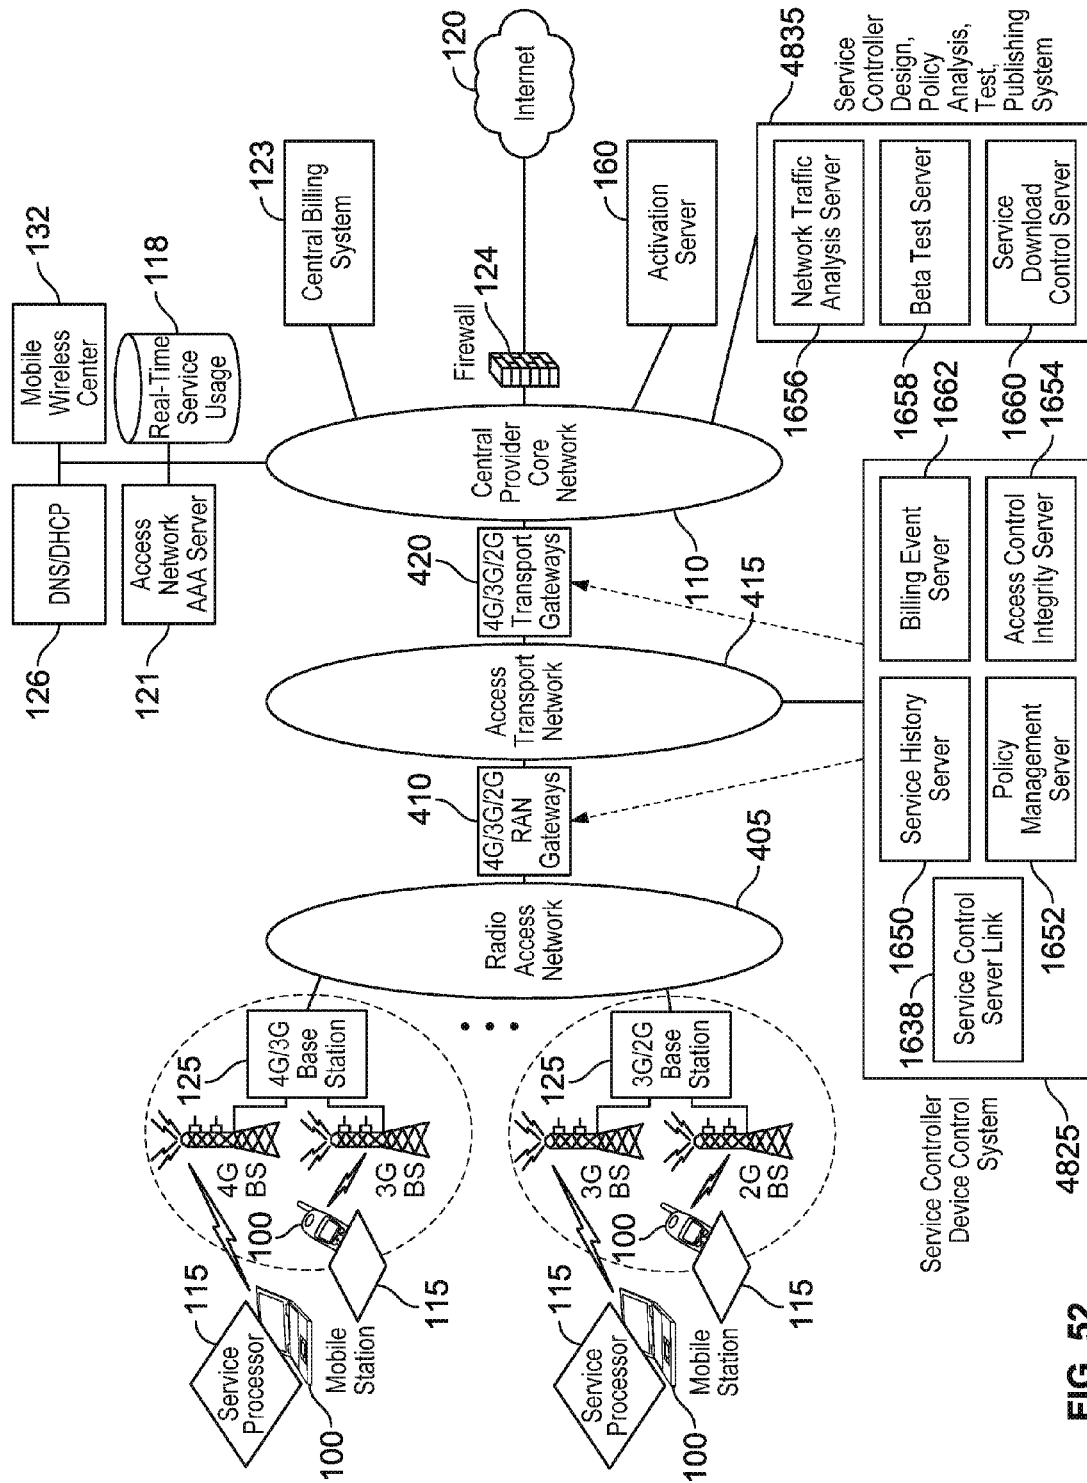 Service
Processor
115
100
Mobile
Station
100
115
4G
BS
3G
BS
125
4G/3G
Base
Station
Service
Processor
115
100
Mobile
Station
100
115
3G
BS
2G
BS
125
3G/2G
Base
Station
Radio
Access
Network
405
410
4G/3G/2G
RAN
Gateways
Access
Transport
Network
415
420
4G/3G/2G
Transport
Gateways
Central
Provider
Core
Network
110
126
DNS/DHCP
Mobile
Wireless
Center
132
121
Access
Network
AAA Server
Real-Time
Service
Usage
118
Central Billing
System
123
Firewall
124
Internet
120
Activation
Server
160
Service Controller
Device Control
System
4825
1638
Service Control
Server Link
1650
Service History
Server
1652
Policy
Management
Server
Billing Event
Server
1662
Access Control
Integrity Server
1654
1656
Network Traffic
Analysis Server
1658
Beta Test Server
1660
Service
Download
Control Server
4835
Service
Controller
Design,
Policy
Analysis,
Test,
Publishing
System
FIG. 52